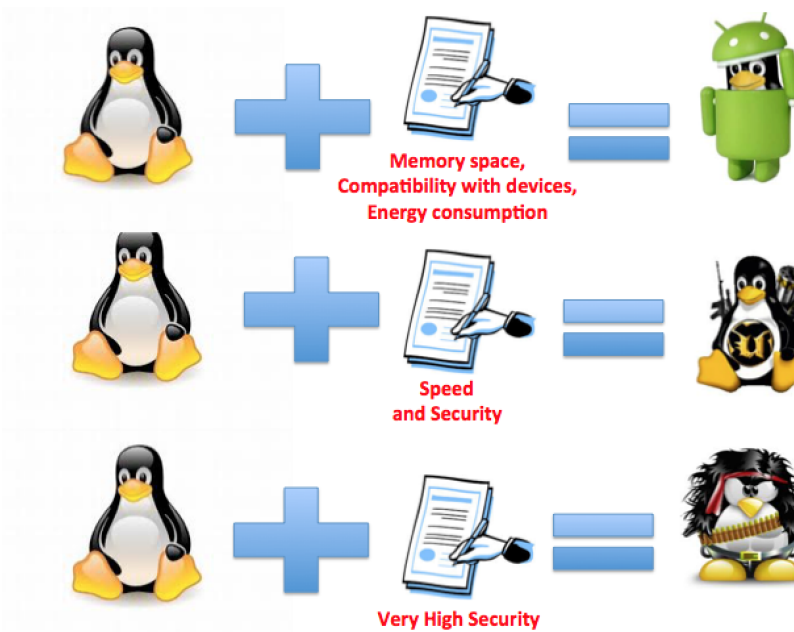 Memory space,
Compatibility with devices,
Energy consumption
Speed
and Security
Very High Security